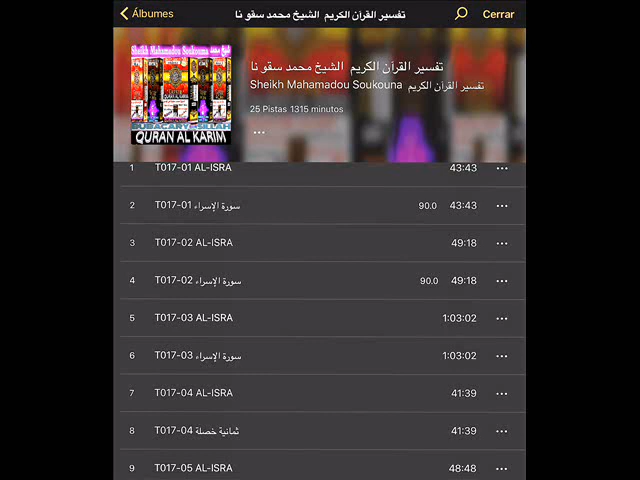 Álbumes
تفسير القرآن الكريم الشيخ محمد سقو نا
Cerrar
Sheikh Mahamadou Soukouna شيخ محمد
SUBACARY SILLAH
QURAN AL KARIM
تفسير القرآن الكريم الشيخ محمد سقو نا
Sheikh Mahamadou Soukouna تفسير القرآن الكريم
25 Pistas 1315 minutos
1 T017-01 AL-ISRA 43:43
2 T017-01 سورة الإسراء 90.0 43:43
3 T017-02 AL-ISRA 49:18
4 T017-02 سورة الإسراء 90.0 49:18
5 T017-03 AL-ISRA 1:03:02
6 T017-03 سورة الإسراء 1:03:02
7 T017-04 AL-ISRA 41:39
8 T017-04 ثمانية خصلة 41:39
9 T017-05 AL-ISRA 48:48